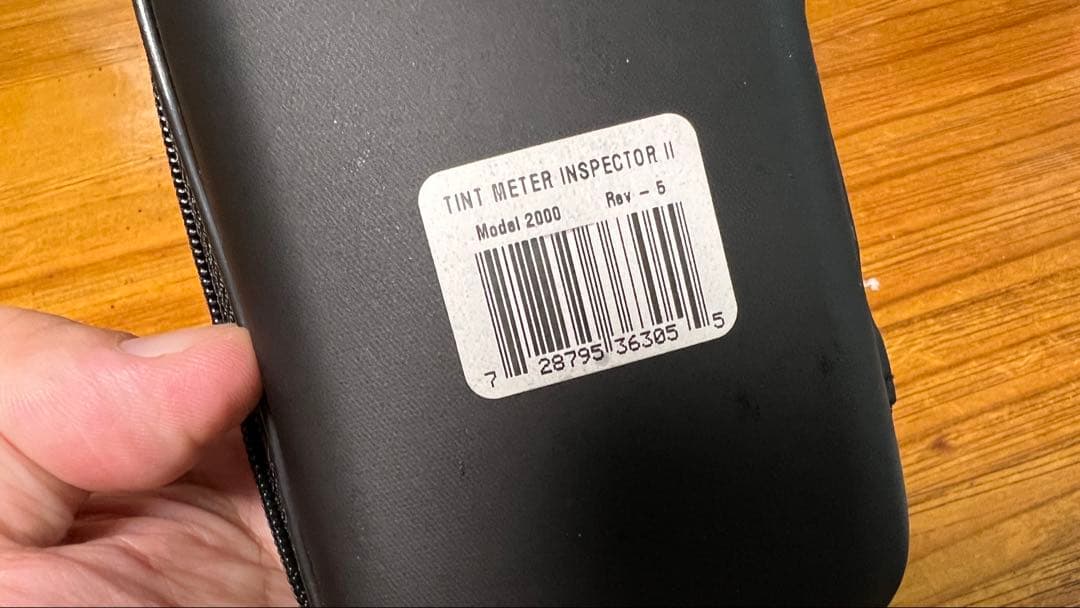 TINT METER INSPECTOR II
Model 2000 Rev - 5
7 28795 36305 5